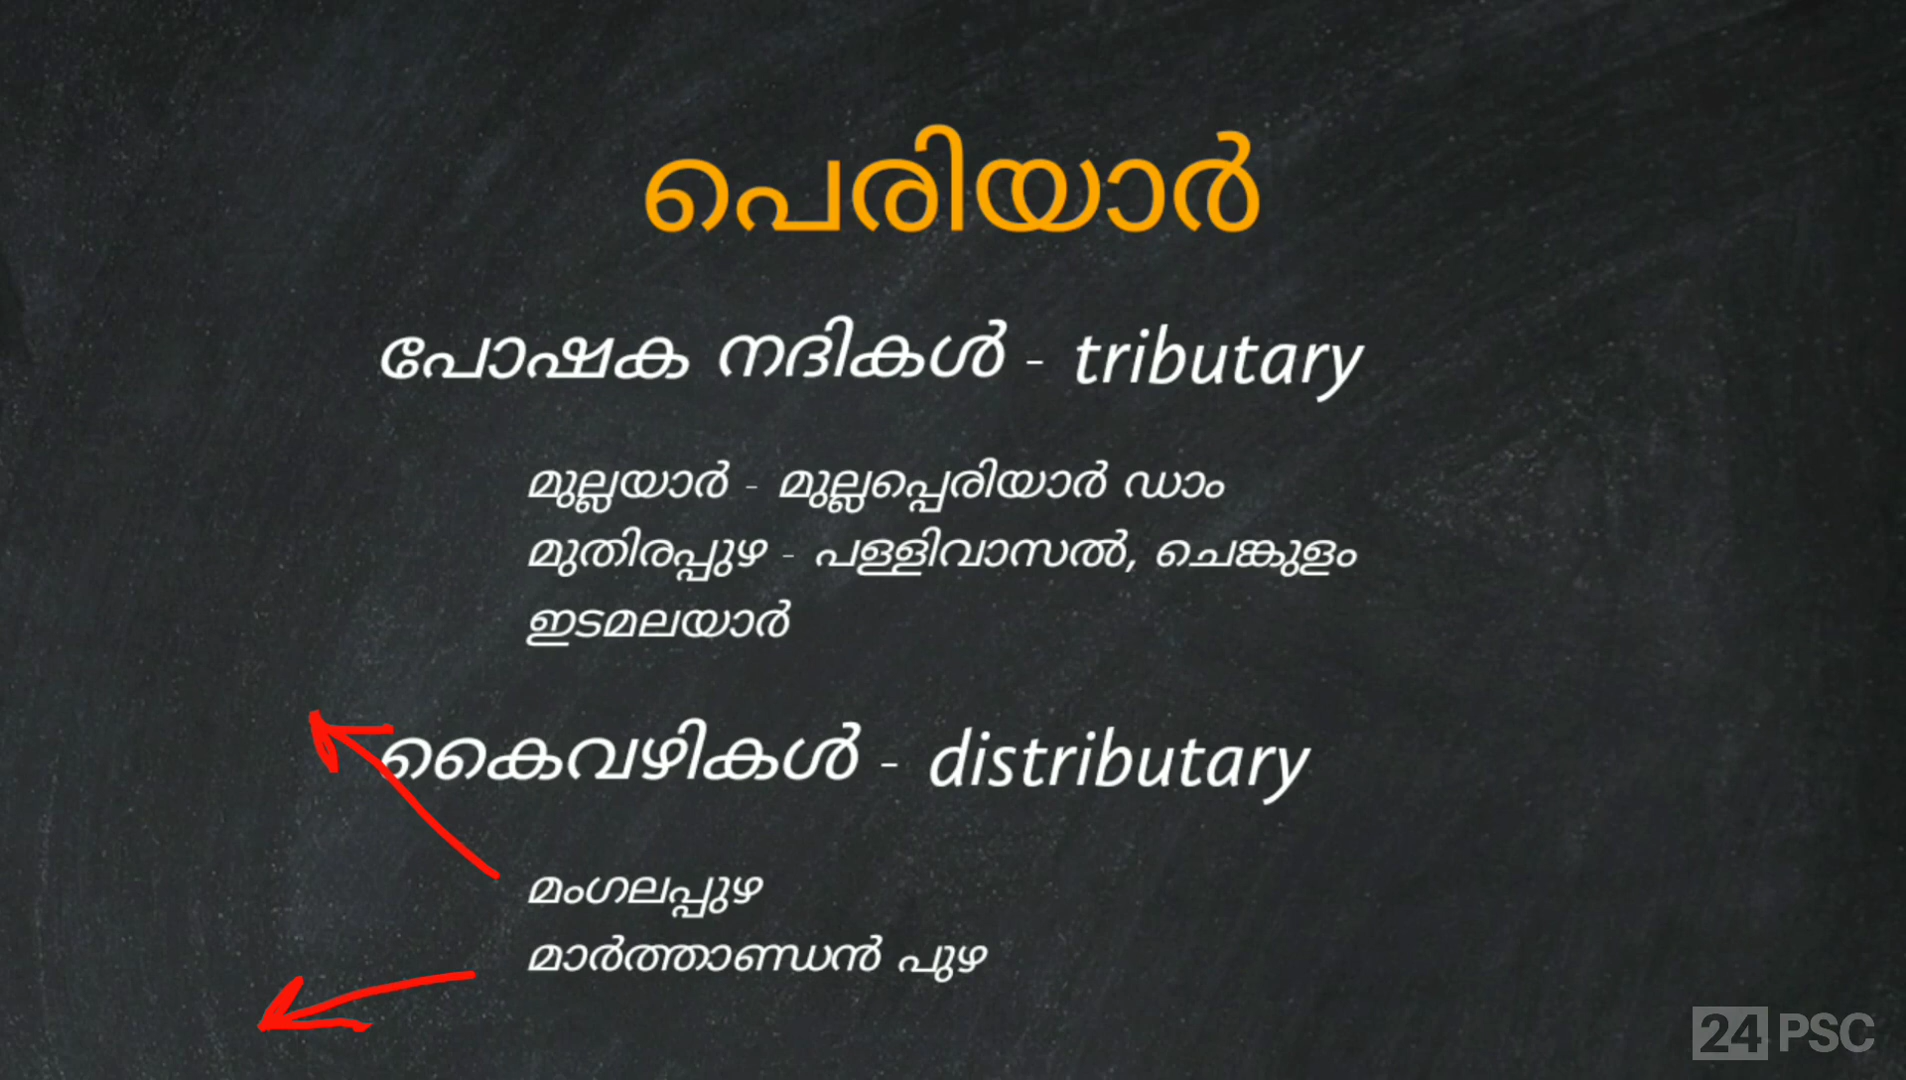 പെരിയാർ
പോഷക നദികൾ - tributary
മുല്ലയാർ - മുല്ലപ്പെരിയാർ ഡാം
മുതിരപ്പുഴ - പള്ളിവാസൽ, ചെങ്കുളം
ഇടമലയാർ
കൈവഴികൾ - distributary
മംഗലപ്പുഴ
മാർത്താണ്ഡൻ പുഴ
24 PSC